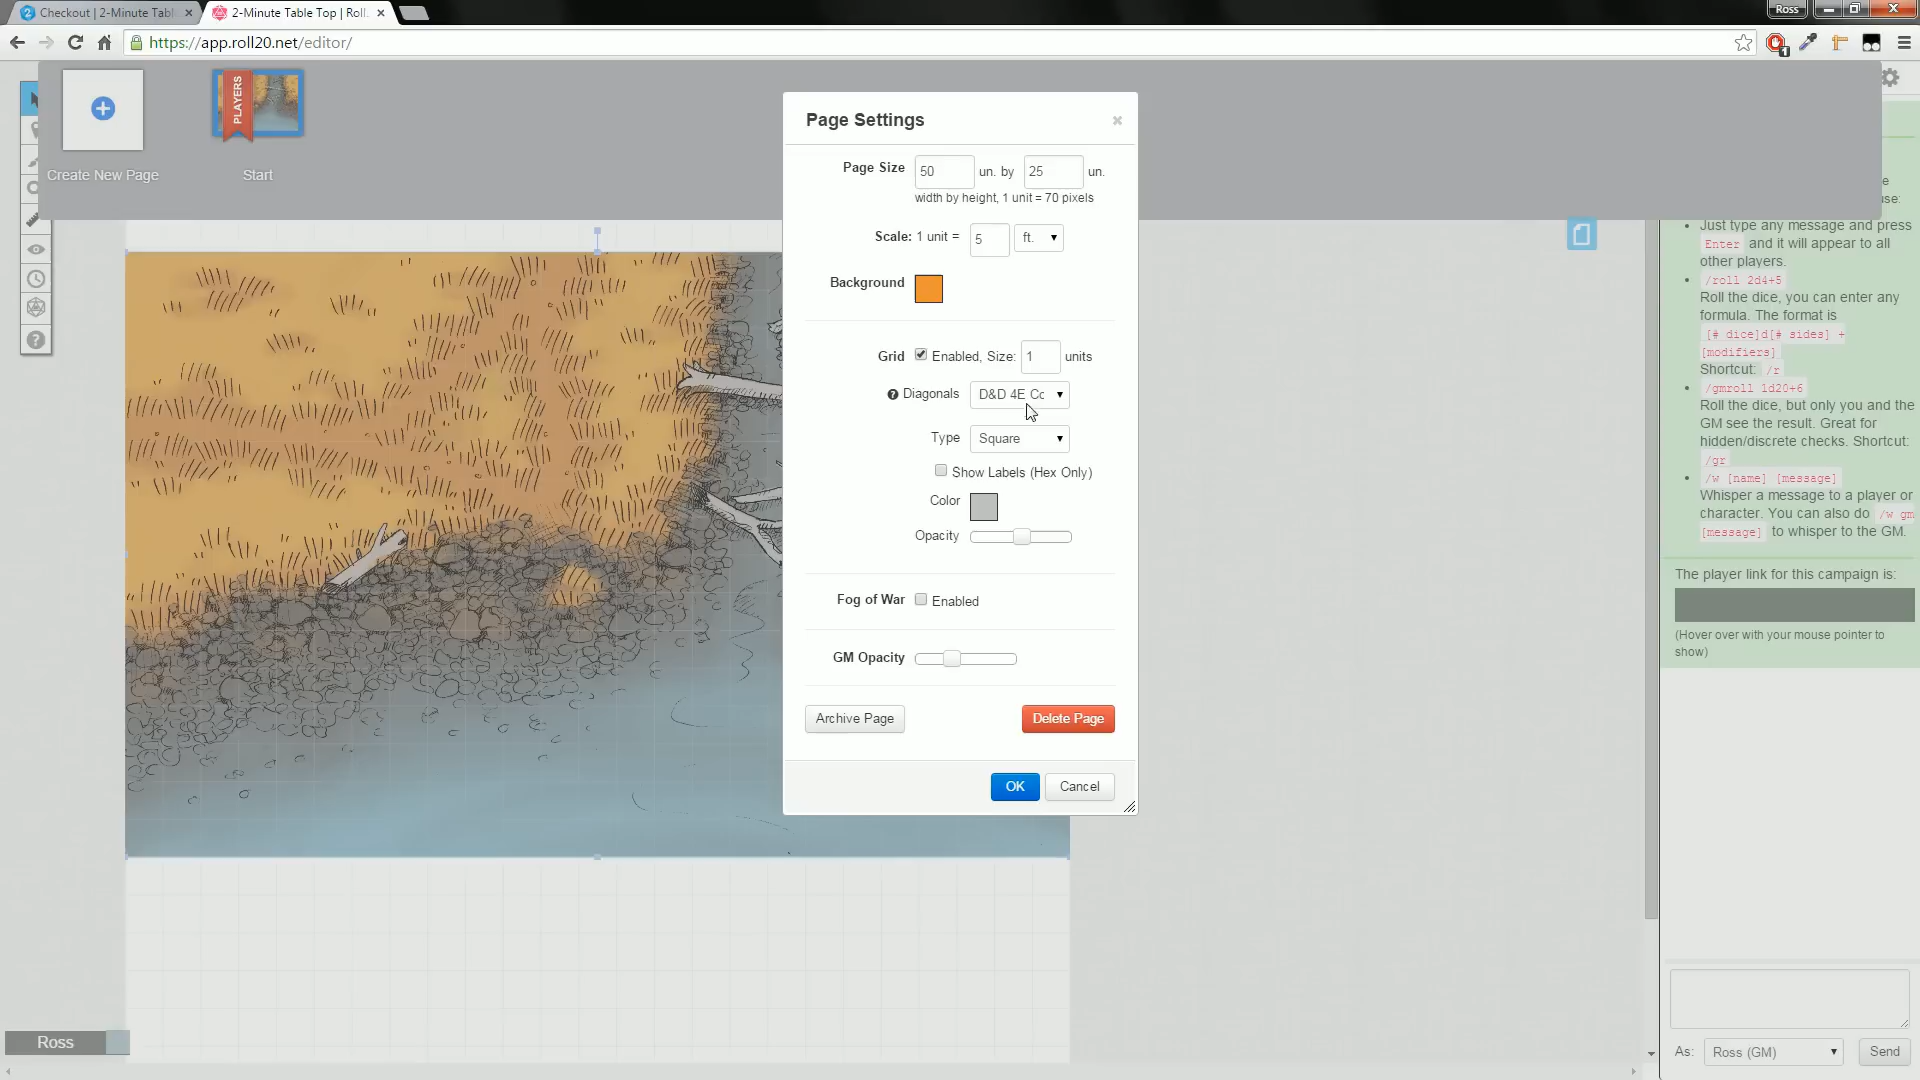 Checkout | 2-Minute Tabl
2-Minute Table Top | Roll.
Ross
https://app.roll20.net/editor/
PLAYERS
Create New Page
Start
Page Settings
Page Size 50 un. by 25 un.
width by height, 1 unit = 70 pixels
Scale: 1 unit = 5 ft.
Background
Grid Enabled, Size: 1 units
Diagonals D&D 4E Cc
Type Square
Show Labels (Hex Only)
Color
Opacity
Fog of War Enabled
GM Opacity
Archive Page Delete Page
OK Cancel
use:
Just type any message and press
Enter and it will appear to all
other players.
/roll 2d4+5
Roll the dice, you can enter any
formula. The format is
[# dice]d[# sides] +
[modifiers]
Shortcut: /r
/gmroll 1d20+6
Roll the dice, but only you and the
GM see the result. Great for
hidden/discrete checks. Shortcut:
/gr
/w [name] [message]
Whisper a message to a player or
character. You can also do /w gm
[message] to whisper to the GM.
The player link for this campaign is:
(Hover over with your mouse pointer to
show)
Ross
As: Ross (GM) Send